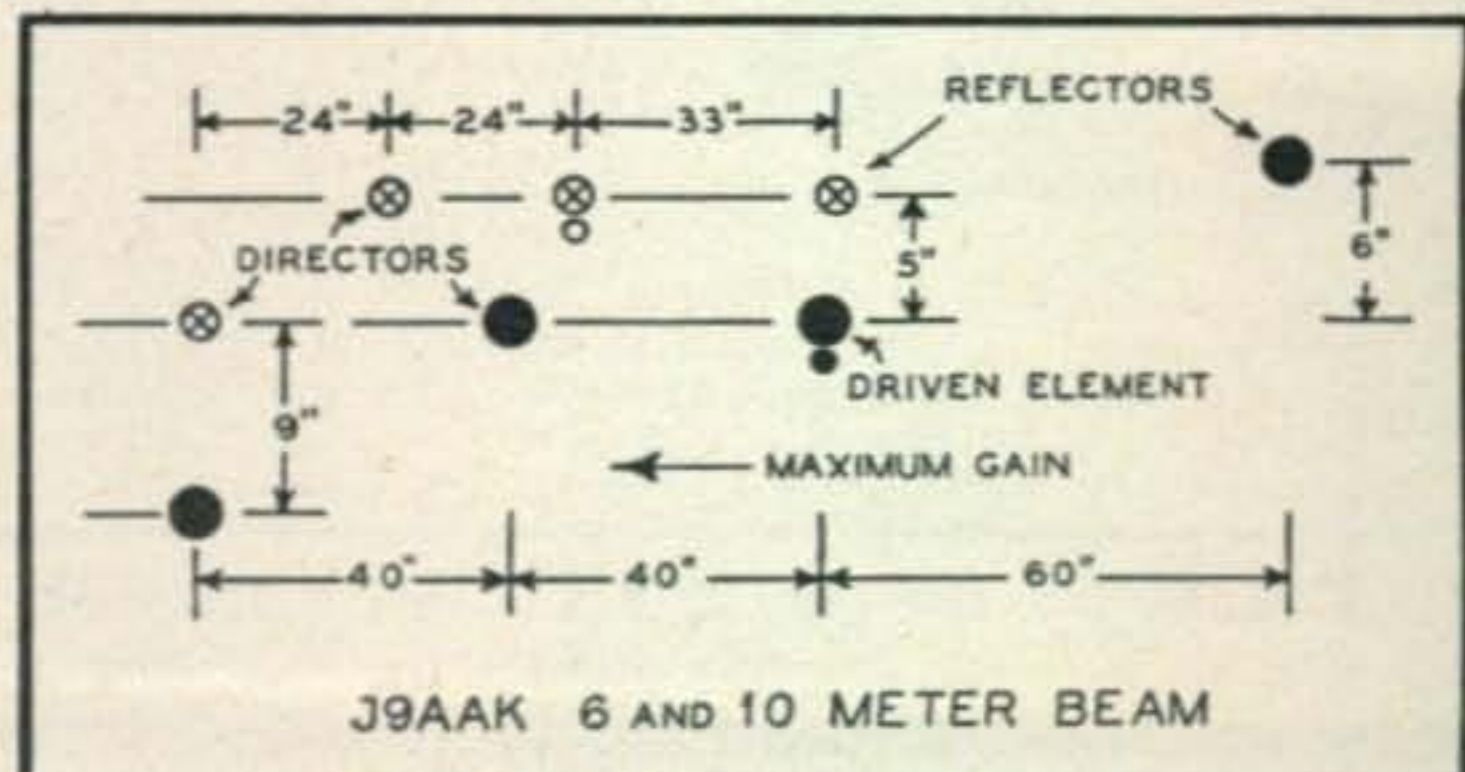 24" 24" 33" REFLECTORS
DIRECTORS 5" 6"
9" DRIVEN ELEMENT
MAXIMUM GAIN
40" 40" 60"
J9AAK 6 AND 10 METER BEAM